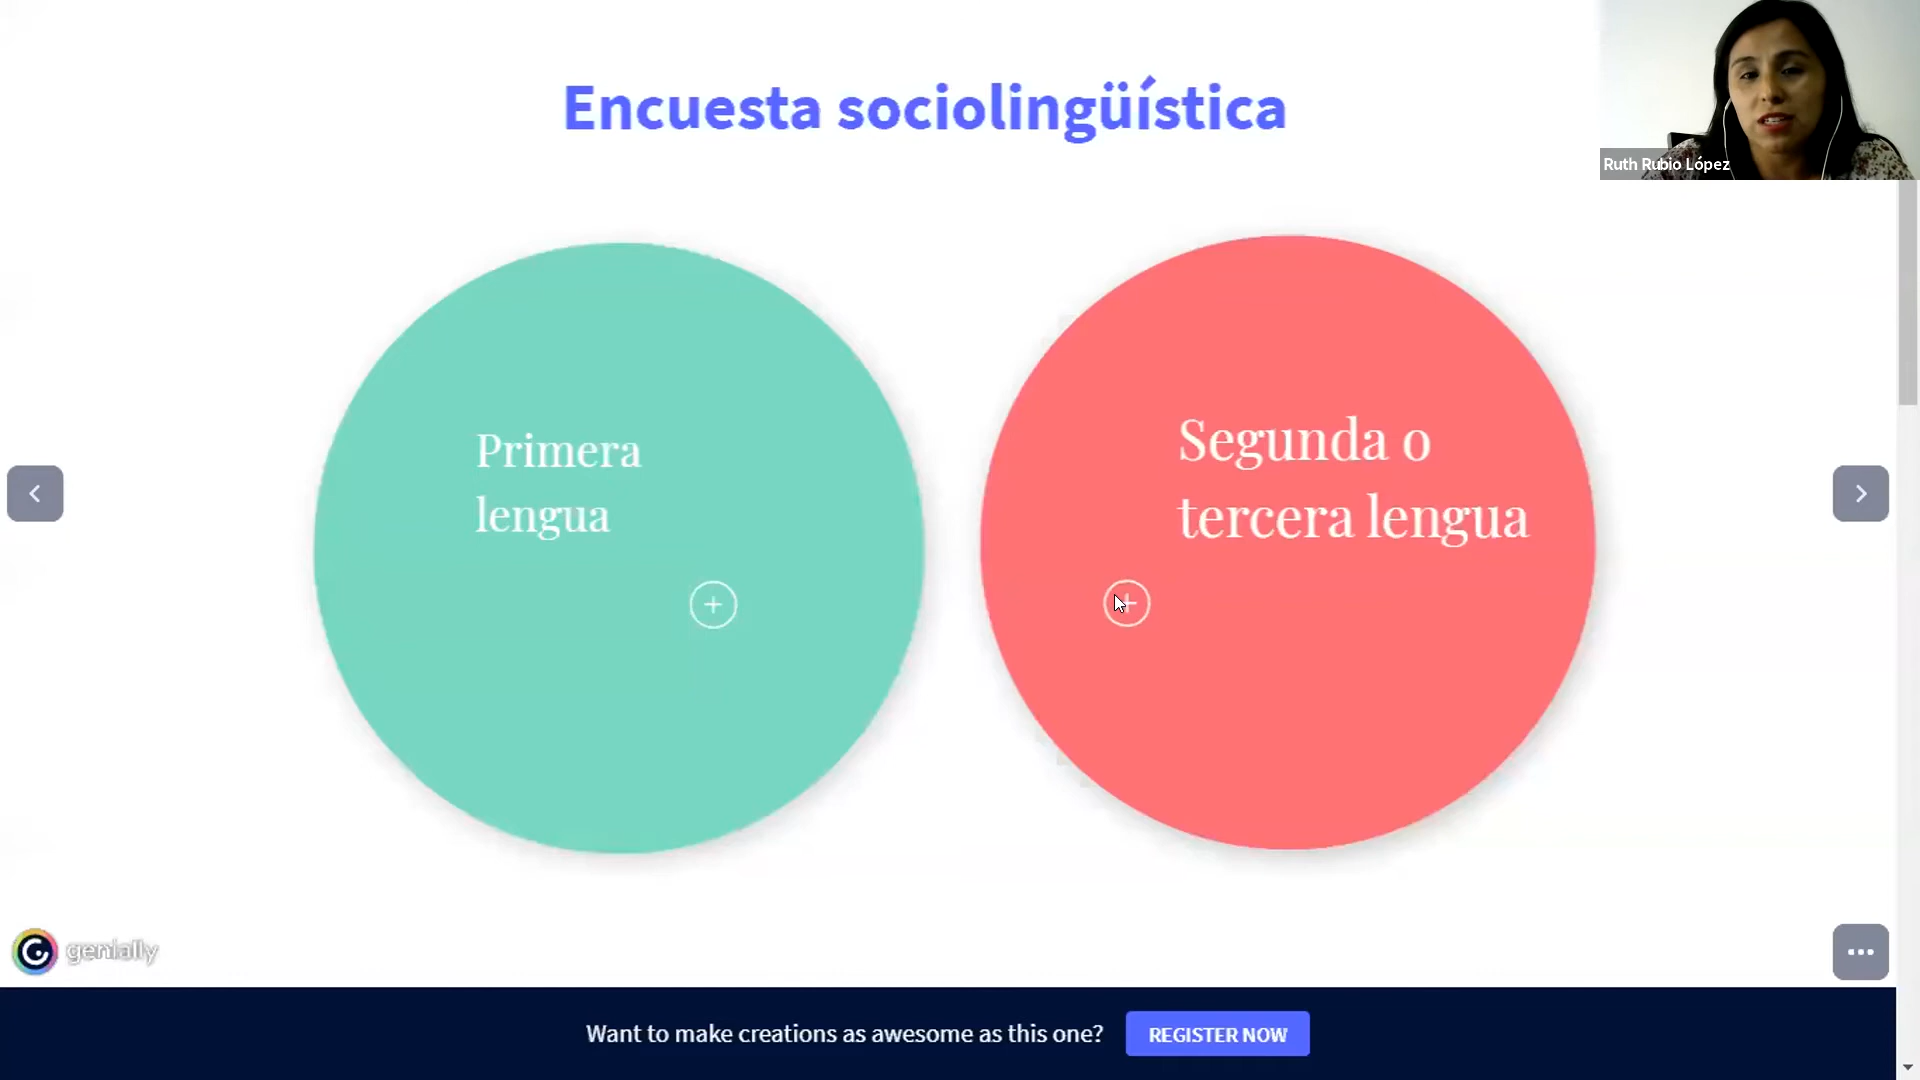 Encuesta sociolingüística
Ruth Rubio López
Primera
lengua
Segunda o
tercera lengua
genially
Want to make creations as awesome as this one?
REGISTER NOW